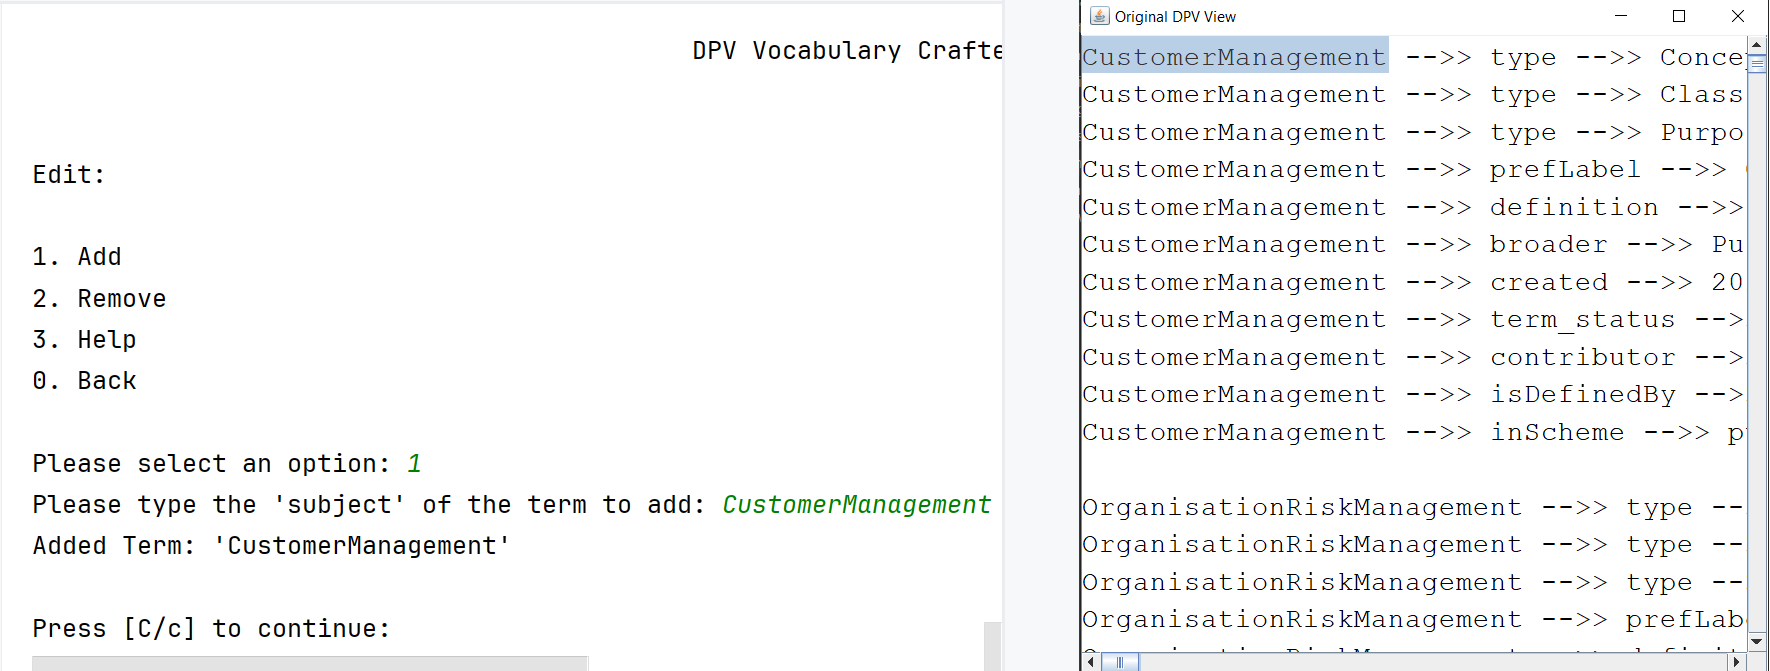 DPV Vocabulary Crafte
Edit:
1. Add
2. Remove
3. Help
0. Back
Please select an option: 1
Please type the 'subject' of the term to add: CustomerManagement
Added Term: 'CustomerManagement'
Press [C/c] to continue:
Original DPV View
CustomerManagement -->> type -->> Conce
CustomerManagement -->> type -->> Class
CustomerManagement -->> type -->> Purpo
CustomerManagement -->> prefLabel -->>
CustomerManagement -->> definition -->>
CustomerManagement -->> broader -->> Pu
CustomerManagement -->> created -->> 20
CustomerManagement -->> term_status -->
CustomerManagement -->> contributor -->
CustomerManagement -->> isDefinedBy -->
CustomerManagement -->> inScheme -->> p
OrganisationRiskManagement -->> type --
OrganisationRiskManagement -->> type --
OrganisationRiskManagement -->> type --
OrganisationRiskManagement -->> prefLab